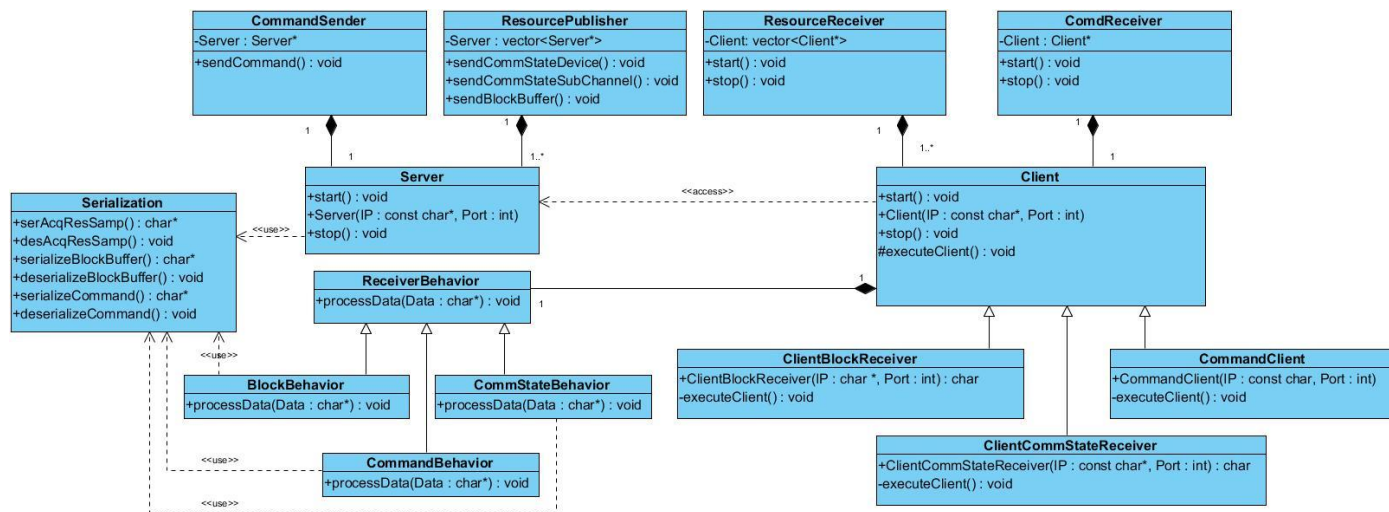 CommandSender
-Server : Server*
+sendCommand() : void
ResourcePublisher
-Server : vector<Server*>
+sendCommStateDevice() : void
+sendCommStateSubChannel() : void
+sendBlockBuffer() : void
ResourceReceiver
-Client: vector<Client*>
+start() : void
+stop() : void
ComdReceiver
-Client : Client*
+start() : void
+stop() : void
1
1
1
1..*
1
1..*
1
1
Server
+start() : void
+Server(IP : const char*, Port : int)
+stop() : void
<<access>>
Client
+start() : void
+Client(IP : const char*, Port : int)
+stop() : void
#executeClient() : void
Serialization
+serAcqResSamp() : char*
+desAcqResSamp() : void
+serializeBlockBuffer() : char*
+deserializeBlockBuffer() : void
+serializeCommand() : char*
+deserializeCommand() : void
<<use>>
ReceiverBehavior
+processData(Data : char*) : void
1
1
<<use>>
BlockBehavior
+processData(Data : char*) : void
CommStateBehavior
+processData(Data : char*) : void
ClientBlockReceiver
+ClientBlockReceiver(IP : char *, Port : int) : char
-executeClient() : void
CommandClient
+CommandClient(IP : const char, Port : int)
-executeClient() : void
<<use>>
CommandBehavior
+processData(Data : char*) : void
ClientCommStateReceiver
+ClientCommStateReceiver(IP : const char*, Port : int) : char
-executeClient() : void
<<use>>